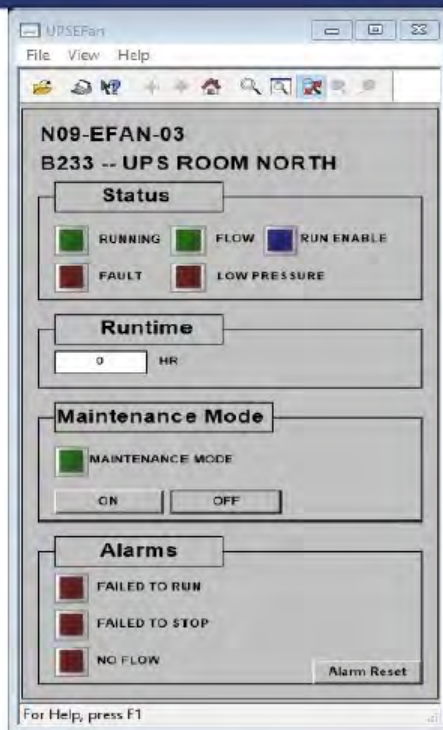 UPSEFan
File View Help
N09-EFAN-03
B233 -- UPS ROOM NORTH
Status
RUNNING FLOW RUN ENABLE
FAULT LOW PRESSURE
Runtime
0 HR
Maintenance Mode
MAINTENANCE MODE
ON OFF
Alarms
FAILED TO RUN
FAILED TO STOP
NO FLOW
Alarm Reset
For Help, press F1